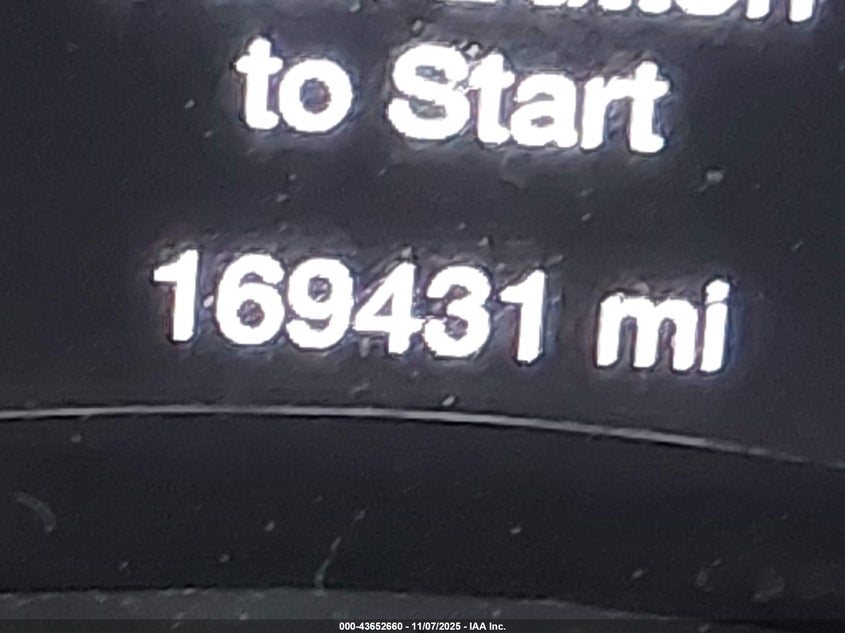 to Start
169431 mi
000-43652660 - 11/07/2025 - IAA Inc.